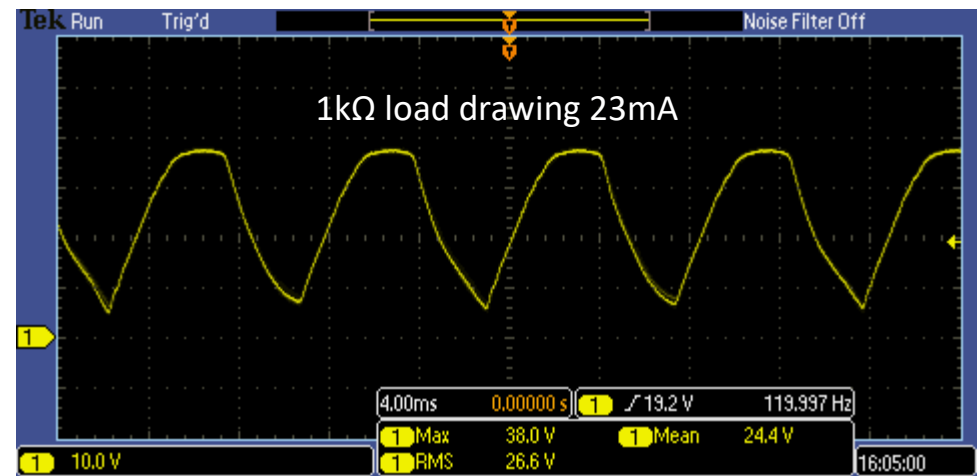 Tek Run Trig'd Noise Filter Off
T
T
1kΩ load drawing 23mA
1
4.00ms 0.00000 s 1 19.2 V 119.997 Hz
1 Max 38.0 V 1 Mean 24.4 V
1 10.0 V 1 RMS 26.6 V 16:05:00